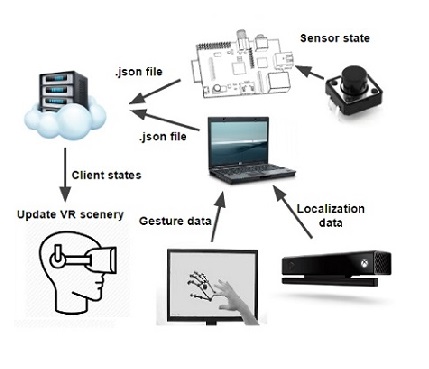 Sensor state
.json file
.json file
Client states
Update VR scenery
Gesture data
Localization
data